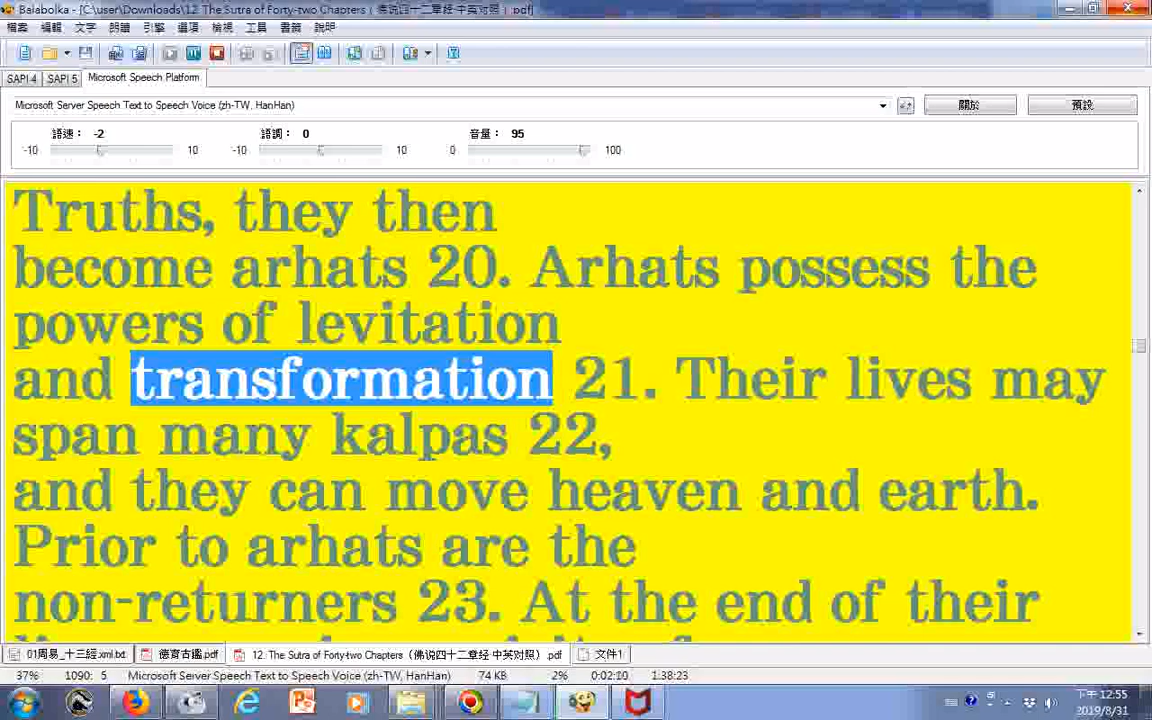 Balabolka - [C:\user\Downloads\12. The Sutra of Forty-two Chapters (佛说四十二章经·中英对照) .pdf]
檔案 編輯 文字 朗讀 引擎 選項 檢視 工具 書籤 說明
SAPI 4 SAPI 5 Microsoft Speech Platform
Microsoft Server Speech Text to Speech Voice (zh-TW, HanHan) 關於 預設
語速： -2 語調： 0 音量： 95
-10 10 -10 10 0 100
Truths, they then
become arhats 20. Arhats possess the
powers of levitation
and transformation 21. Their lives may
span many kalpas 22,
and they can move heaven and earth.
Prior to arhats are the
non-returners 23. At the end of their
01周易_十三經.xml.txt 德育古鑑.pdf 12. The Sutra of Forty-two Chapters（佛说四十二章经·中英对照）.pdf 文件1
37% 1090: 5 Microsoft Server Speech Text to Speech Voice (zh-TW, HanHan) 74 KB 2% 0:02:10 1:38:23
下午 12:55
2019/8/31